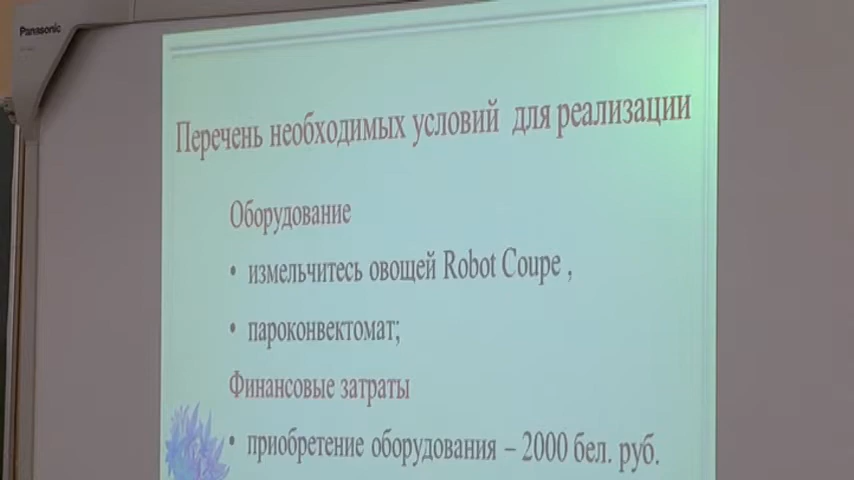 Panasonic
Перечень необходимых условий для реализации
Оборудование
• измельчитесь овощей Robot Coupe ,
• пароконвектомат;
Финансовые затраты
• приобретение оборудования – 2000 бел. руб.